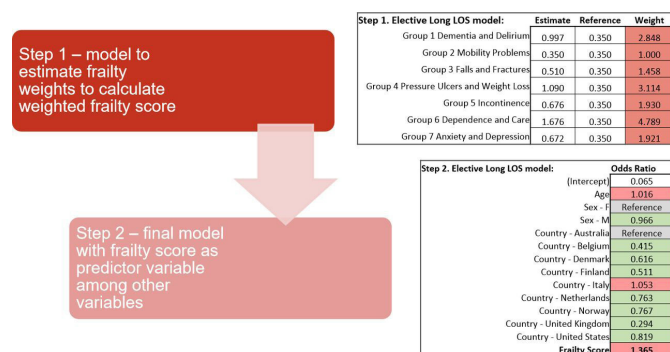 Step 1 – model to
estimate frailty
weights to calculate
weighted frailty score
Step 2 – final model
with frailty score as
predictor variable
among other
variables
Step 1. Elective Long LOS model: Estimate Reference Weight
Group 1 Dementia and Delirium 0.997 0.350 2.848
Group 2 Mobility Problems 0.350 0.350 1.000
Group 3 Falls and Fractures 0.510 0.350 1.458
Group 4 Pressure Ulcers and Weight Loss 1.090 0.350 3.114
Group 5 Incontinence 0.676 0.350 1.930
Group 6 Dependence and Care 1.676 0.350 4.789
Group 7 Anxiety and Depression 0.672 0.350 1.921
Step 2. Elective Long LOS model: Odds Ratio
(Intercept) 0.065
Age 1.016
Sex - F Reference
Sex - M 0.966
Country - Australia Reference
Country - Belgium 0.415
Country - Denmark 0.616
Country - Finland 0.511
Country - Italy 1.053
Country - Netherlands 0.763
Country - Norway 0.767
Country - United Kingdom 0.294
Country - United States 0.819
Frailty Score 1.365